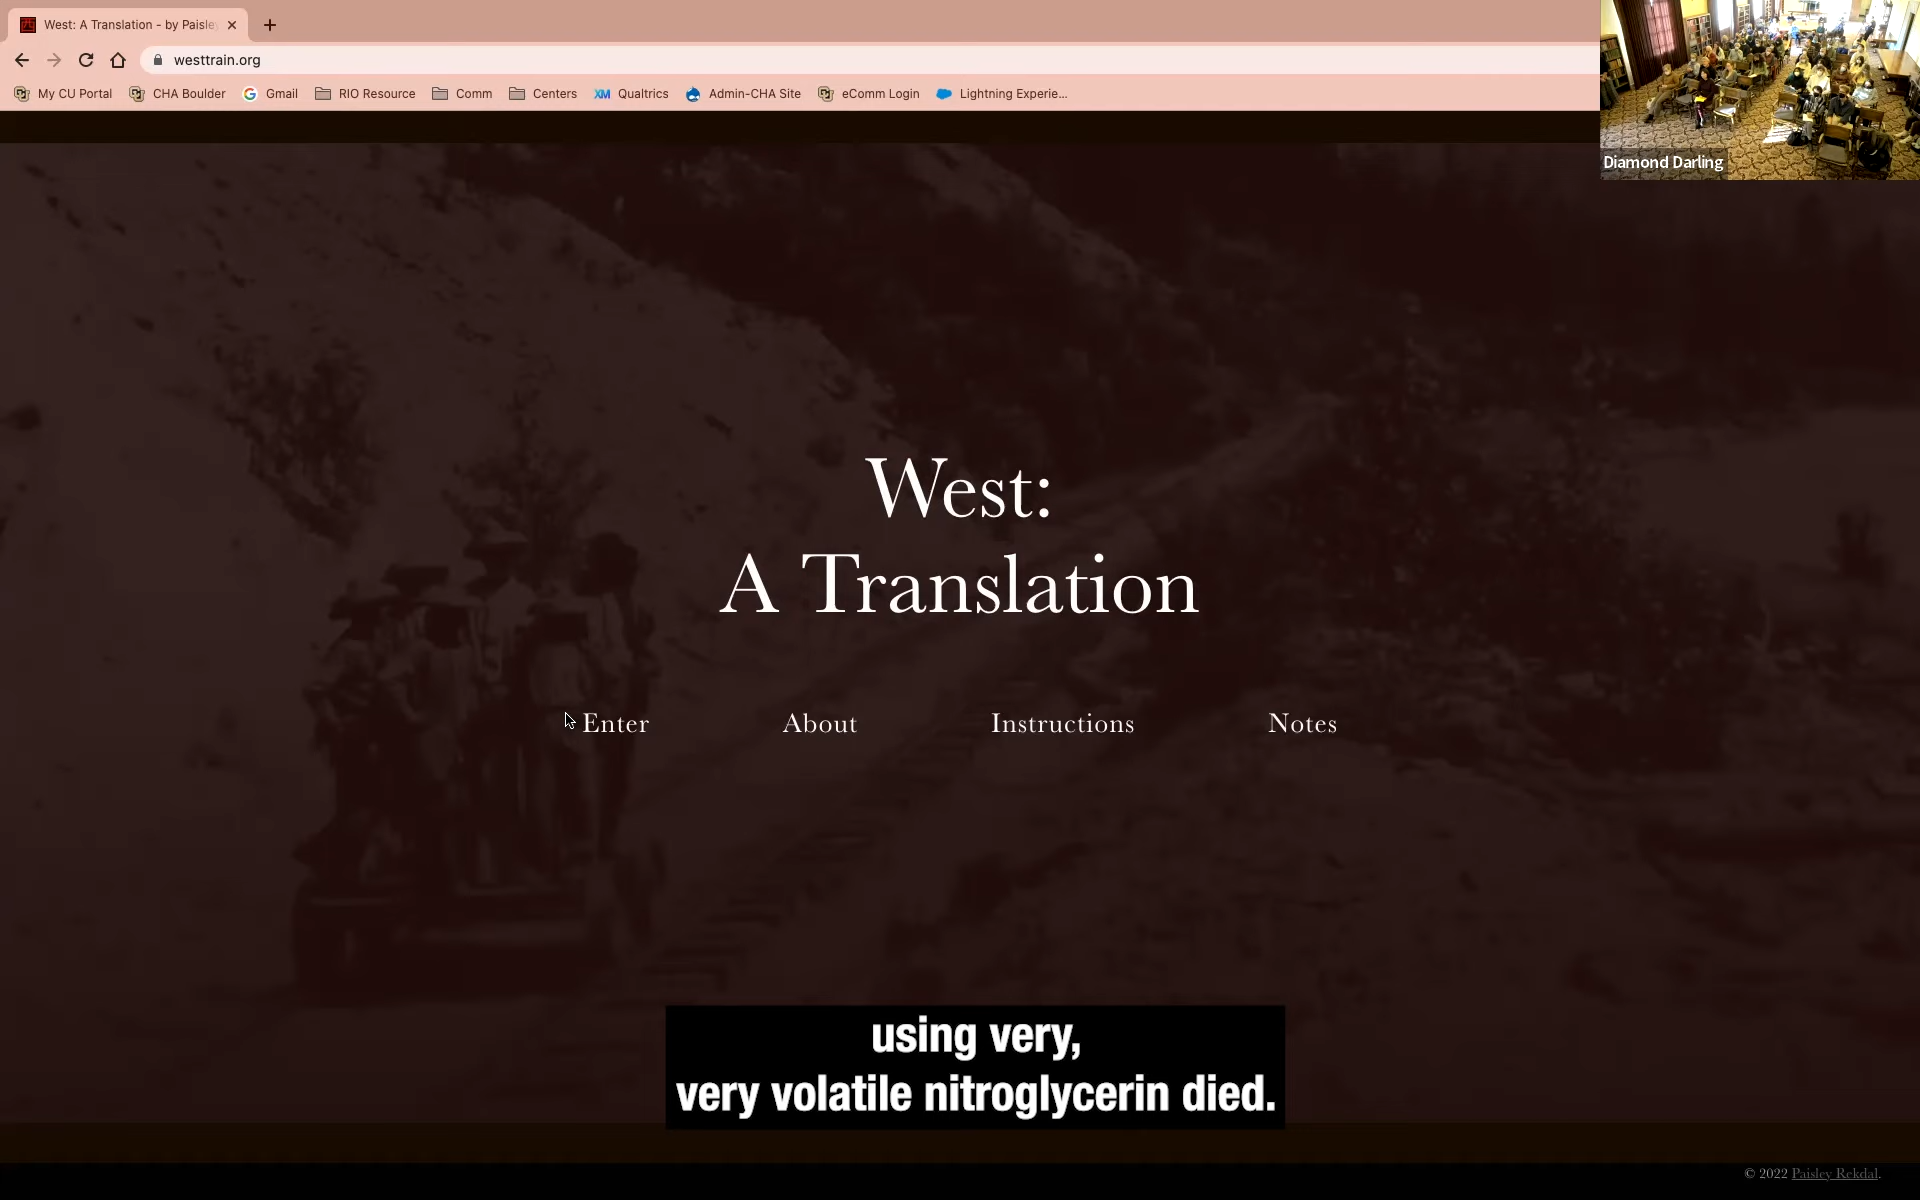 West: A Translation - by Paisle
westtrain.org
My CU Portal CHA Boulder Gmail RIO Resource Comm Centers XM Qualtrics Admin-CHA Site eComm Login Lightning Experie...
Diamond Darling
West:
A Translation
Enter About Instructions Notes
using very,
very volatile nitroglycerin died.
© 2022 Paisley Rekdal.